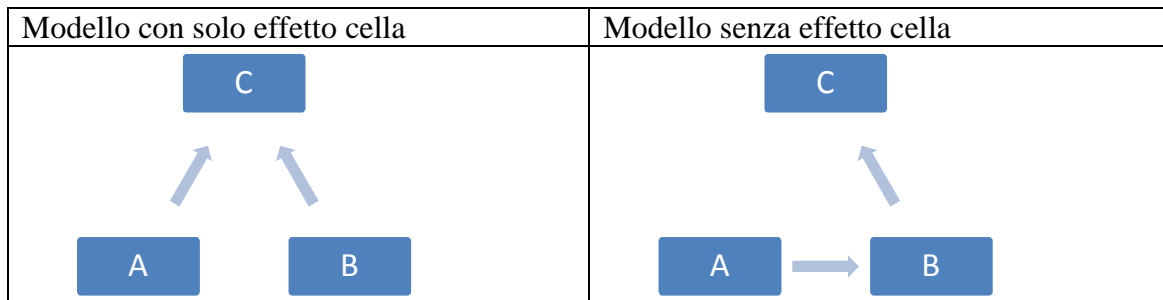 Modello con solo effetto cella
Modello senza effetto cella
C
C
A
B
A
B